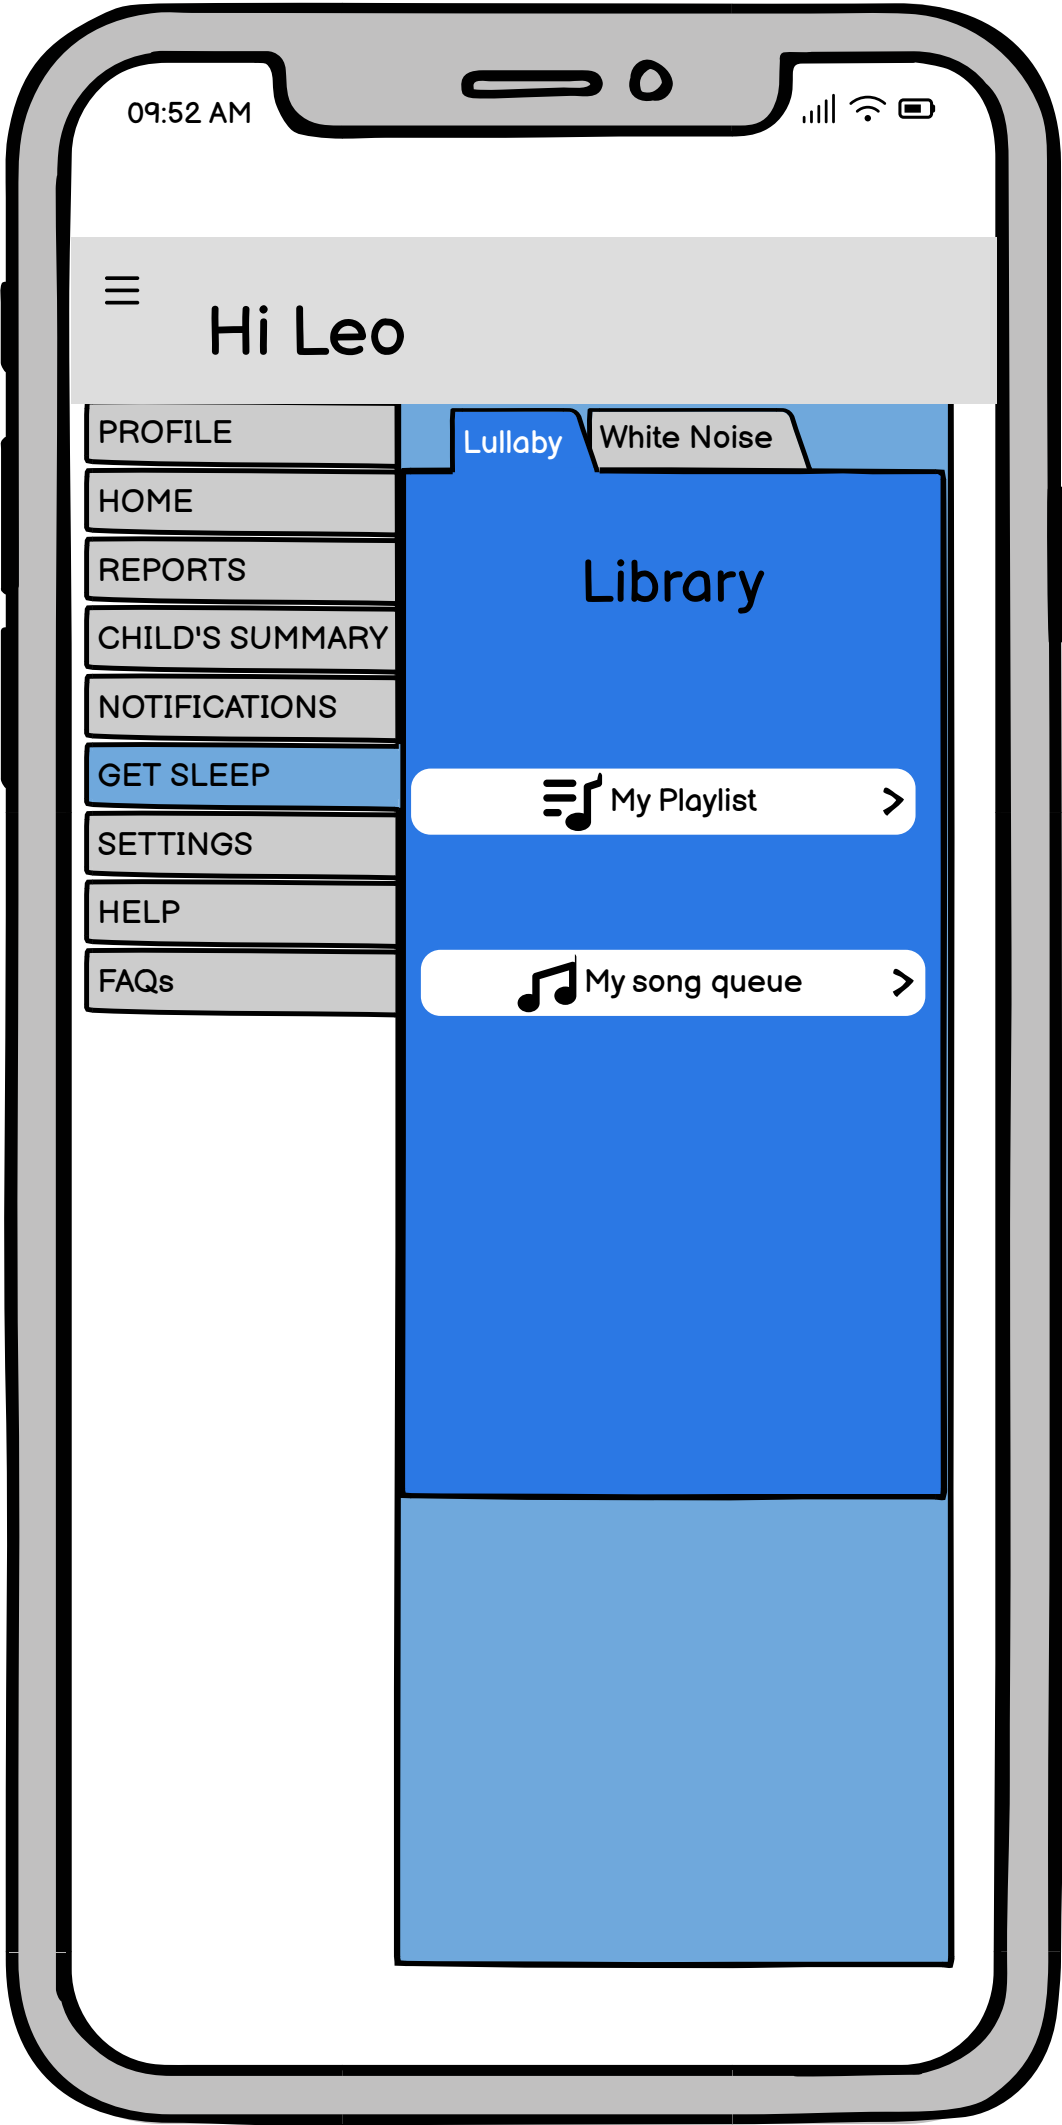 09:52 AM
Hi Leo
PROFILE
HOME
REPORTS
CHILD'S SUMMARY
NOTIFICATIONS
GET SLEEP
SETTINGS
HELP
FAQs
Lullaby
White Noise
Library
My Playlist
My song queue